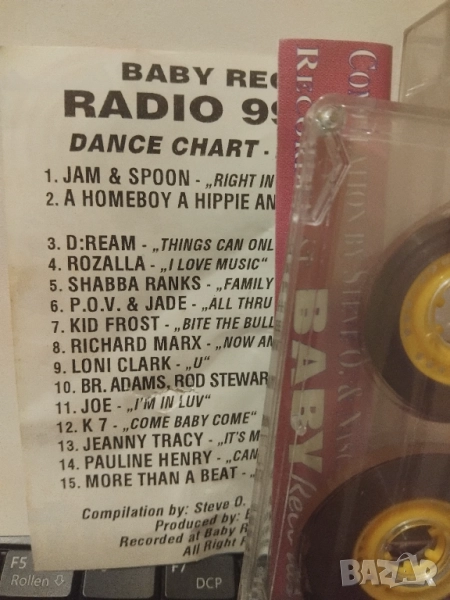 BABY REC
RADIO 99
DANCE CHART -
1. JAM & SPOON - „RIGHT IN
2. A HOMEBOY A HIPPIE AN
3. D:REAM - „THINGS CAN ONL
4. ROZALLA - „I LOVE MUSIC"
5. SHABBA RANKS - „FAMILY
6. P.O.V. & JADE - „ALL THRU
7. KID FROST - „BITE THE BULL
8. RICHARD MARX - „NOW AN
9. LONI CLARK - „U"
10. BR. ADAMS, ROD STEWAR
11. JOE - „I'M IN LUV"
12. K 7 - „COME BABY COME"
13. JEANNY TRACY - „IT'S M
14. PAULINE HENRY - „CAN
15. MORE THAN A BEAT - „
Compilation by: Steve O.
Produced by:
Recorded at Baby R
All Right
BABY
F5
Rollen
F7
DCP
BAZAR